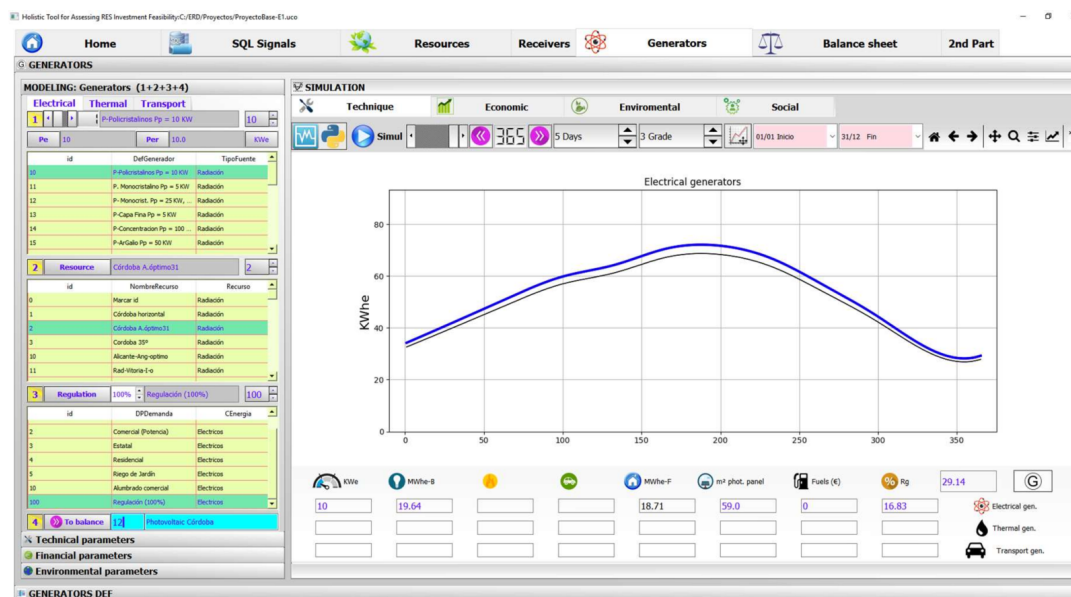 Holistic Tool for Assessing RES Investment Feasibility:C:/ERD/Proyectos/ProyectoBase-E1.uco
Home SQL Signals Resources Receivers Generators Balance sheet 2nd Part
G GENERATORS
MODELING: Generators (1+2+3+4)
Electrical Thermal Transport
1 P-Policristalinos Pp = 10 KW 10
Pe 10 Per 10.0 KWe
id DefGenerador TipoFuente
10 P-Policristalinos Pp = 10 KW Radiación
11 P. Monocristalino Pp = 5 KW Radiación
12 P- Monocrist. Pp = 25 KW, ... Radiación
13 P-Capa Fina Pp = 5 KW Radiación
14 P-Concentracion Pp = 100 ... Radiación
15 P-ArGalio Pp = 50 KW Radiación
2 Resource Córdoba A.óptimo31 2
id NombreRecurso Recurso
0 Marcar id Radiación
1 Córdoba horizontal Radiación
2 Córdoba A.óptimo31 Radiación
3 Cordoba 35º Radiación
10 Alicante-Ang-optimo Radiación
11 Rad-Vitoria-I-o Radiación
3 Regulation 100% Regulación (100%) 100
id DPDemanda CEnergia
2 Comercial (Potencia) Electricos
3 Estatal Electricos
4 Residencial Electricos
5 Riego de Jardín Electricos
10 Alumbrado comercial Electricos
100 Regulación (100%) Electricos
4 To balance 12 Photovoltaic Córdoba
Technical parameters
Financial parameters
Environmental parameters
GENERATORS DEF
SIMULATION
Technique Economic Enviromental Social
Simul 365 5 Days 3 Grade 01/01 Inicio 31/12 Fin
Electrical generators
KWhe
80
60
40
20
0
0 50 100 150 200 250 300 350
KWe MWhe-B MWhe-F m² phot. panel Fuels (€) % Rg 29.14 G
10 19.64 18.71 59.0 0 16.83 Electrical gen.
Thermal gen.
Transport gen.